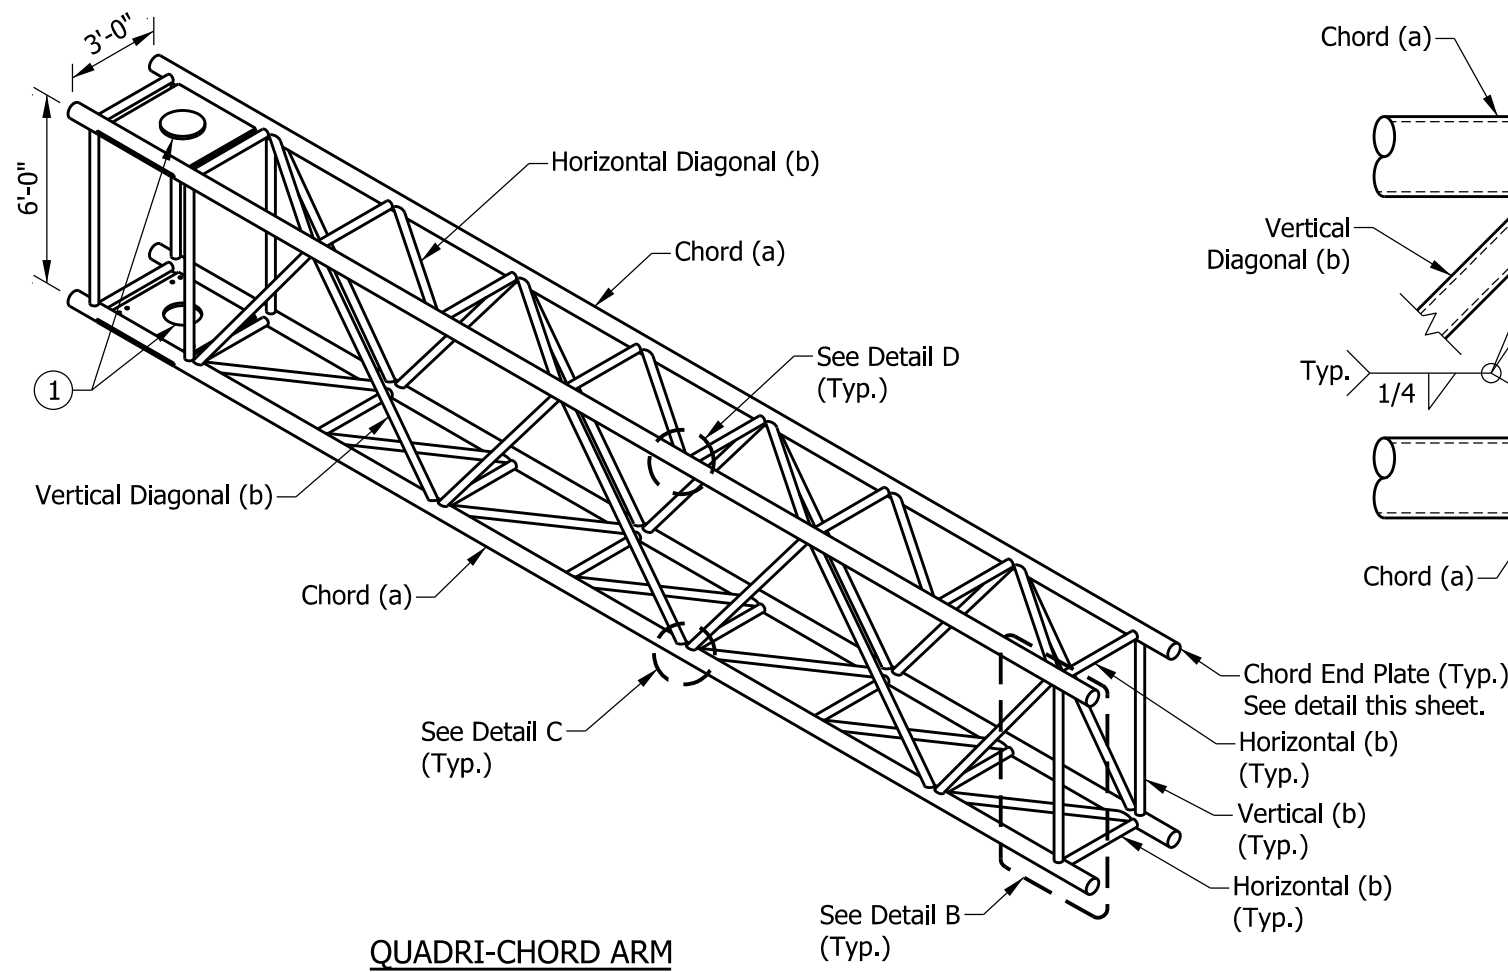 3'-0"
6'-0"
1
Horizontal Diagonal (b)
Chord (a)
See Detail D
(Typ.)
Vertical Diagonal (b)
Chord (a)
See Detail C
(Typ.)
See Detail B
(Typ.)
Chord End Plate (Typ.)
See detail this sheet.
Horizontal (b)
(Typ.)
Vertical (b)
(Typ.)
Horizontal (b)
(Typ.)
QUADRI-CHORD ARM
Chord (a)
Vertical
Diagonal (b)
Typ.
1/4
Chord (a)